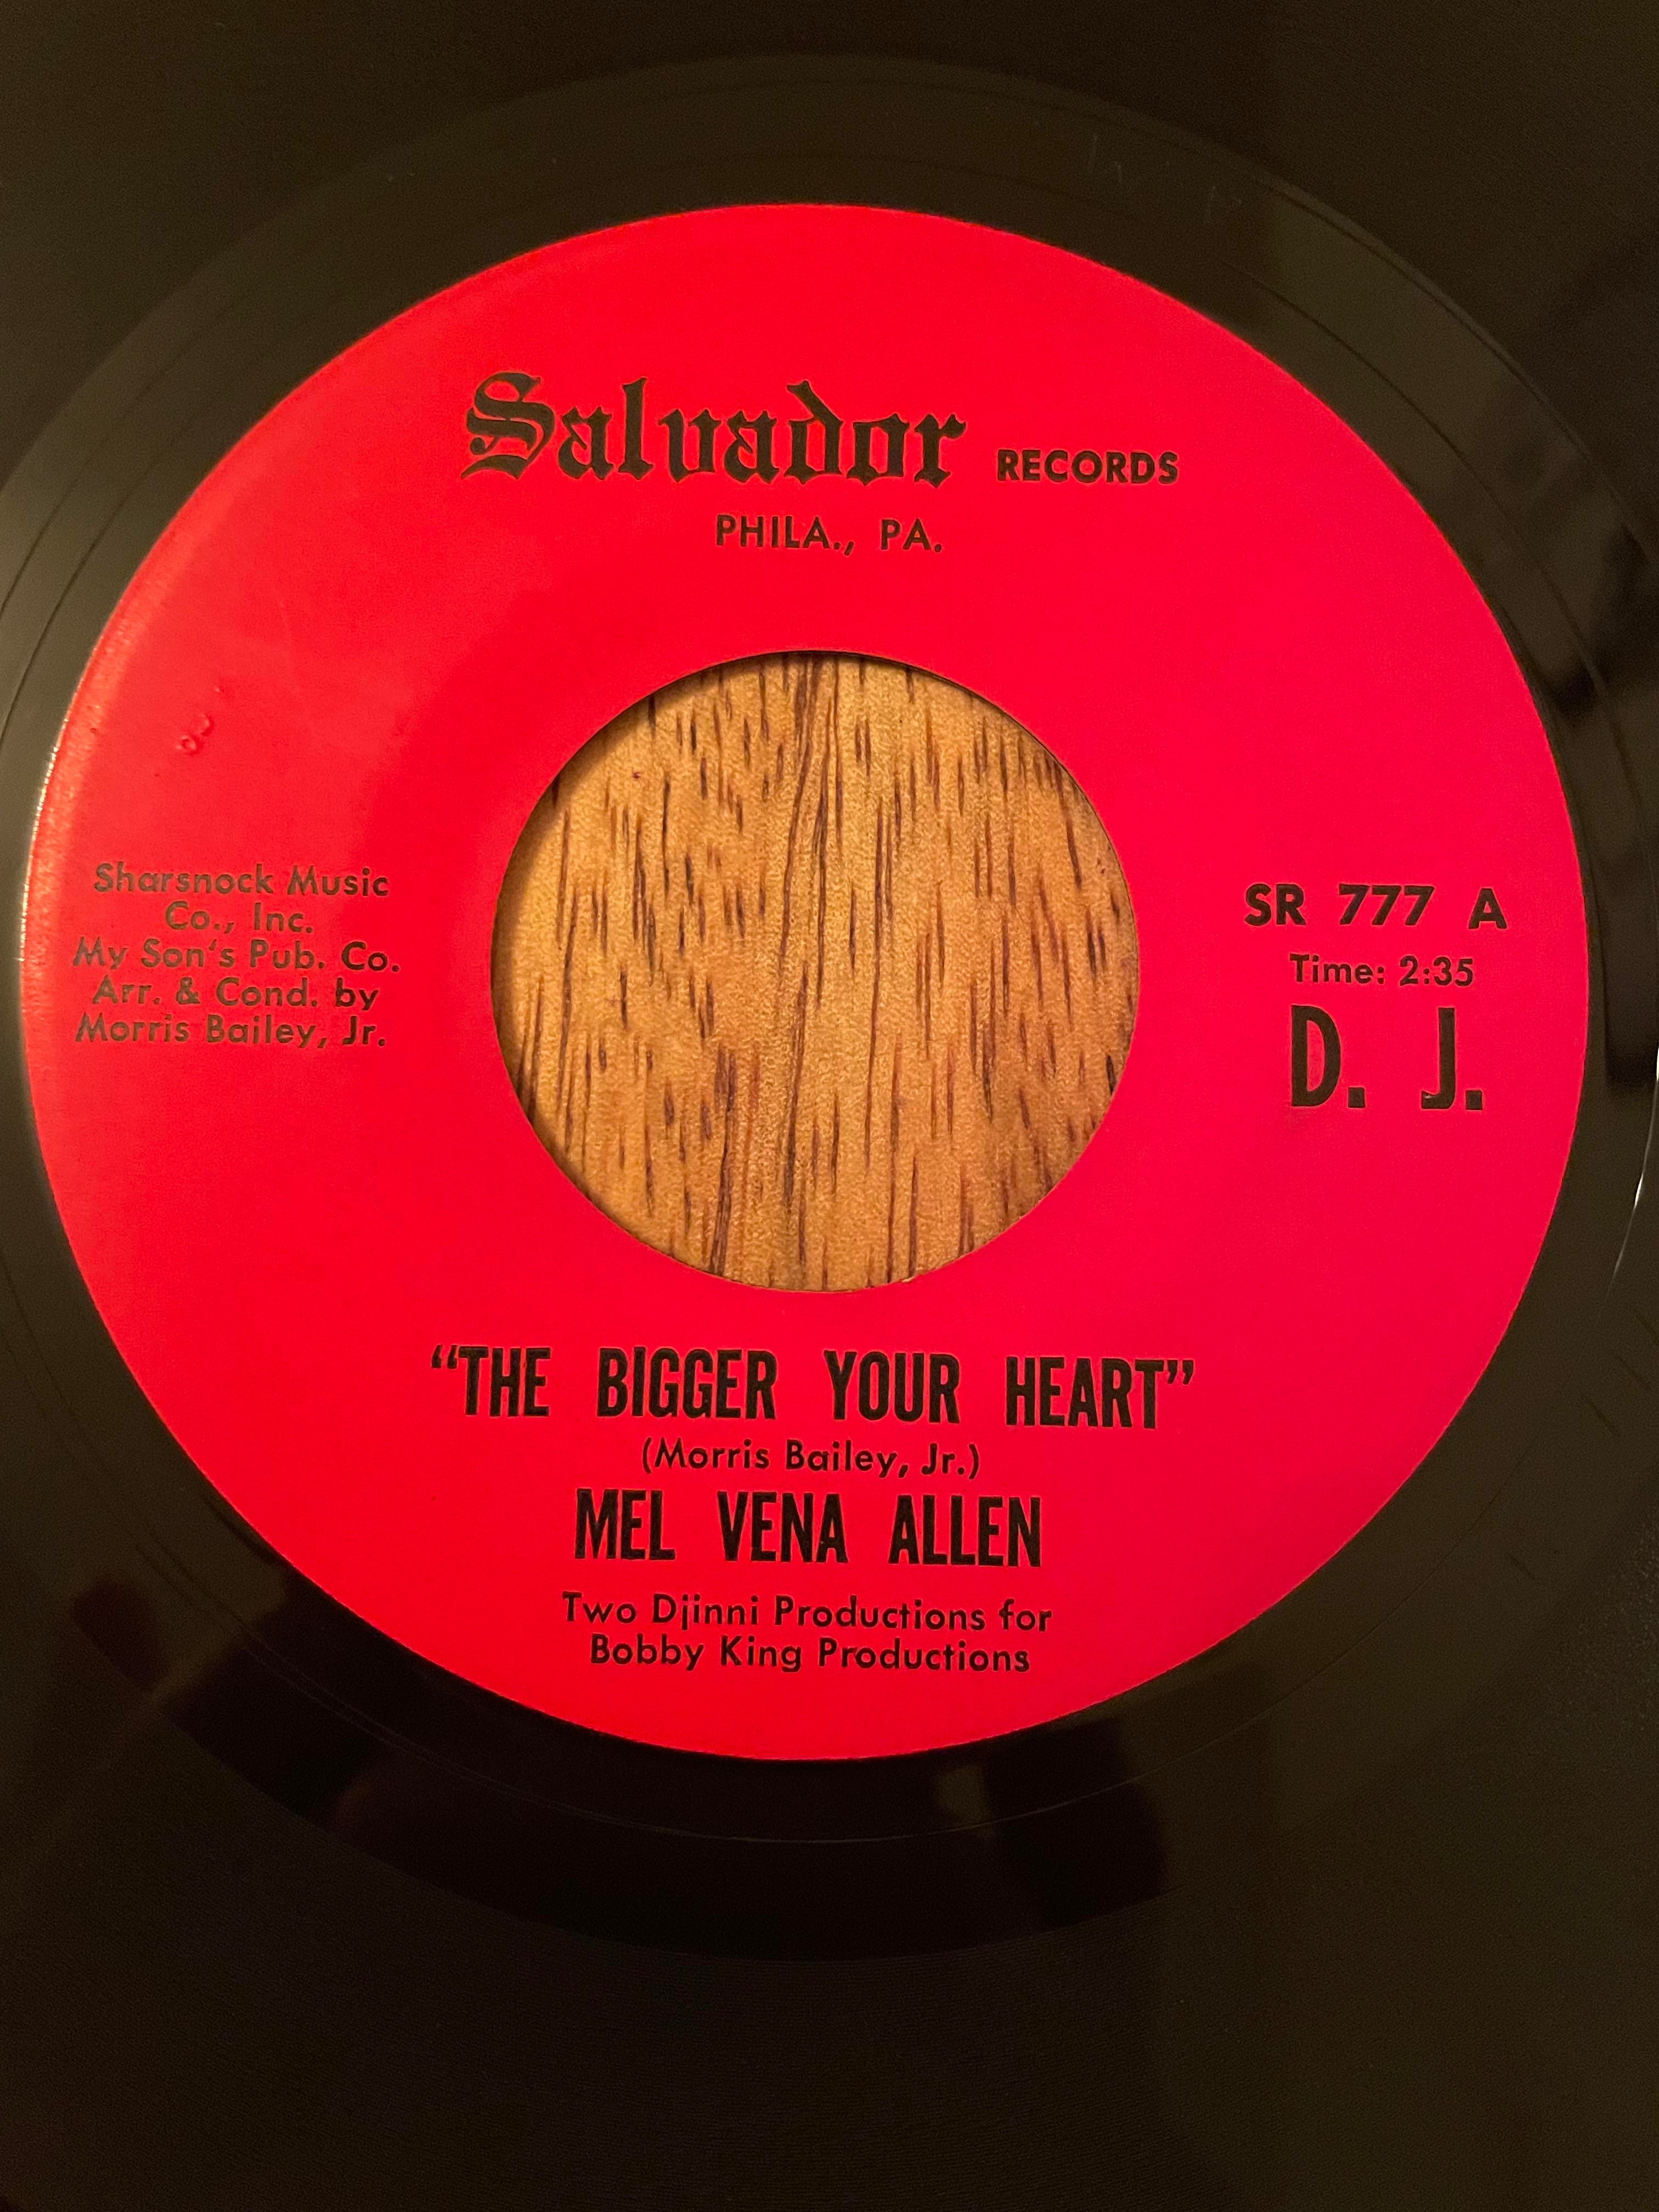 Salvador RECORDS
PHILA., PA.
Sharsnock Music
Co., Inc.
My Son's Pub. Co.
Arr. & Cond. by
Morris Bailey, Jr.
SR 777 A
Time: 2:35
D. J.
“THE BIGGER YOUR HEART”
(Morris Bailey, Jr.)
MEL VENA ALLEN
Two Djinni Productions for
Bobby King Productions